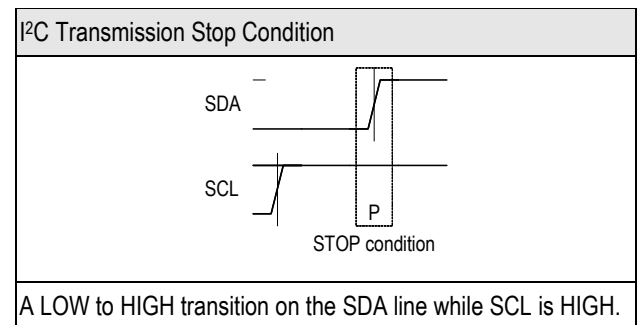 I²C Transmission Stop Condition
SDA
SCL
P
STOP condition
A LOW to HIGH transition on the SDA line while SCL is HIGH.